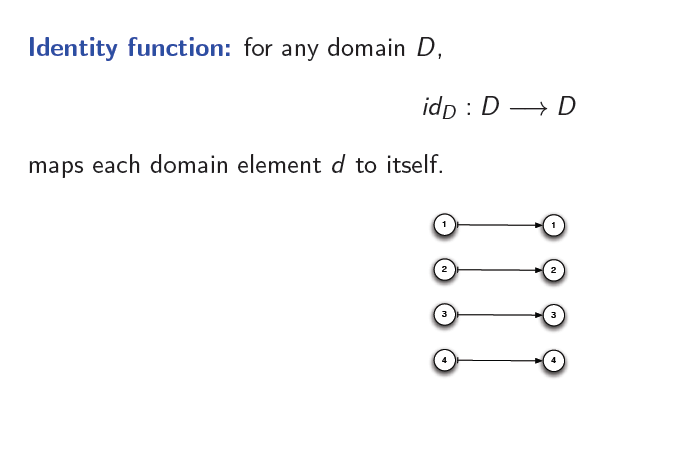 Identity function: for any domain D,
id_D : D ⟶ D
maps each domain element d to itself.
1 1
2 2
3 3
4 4